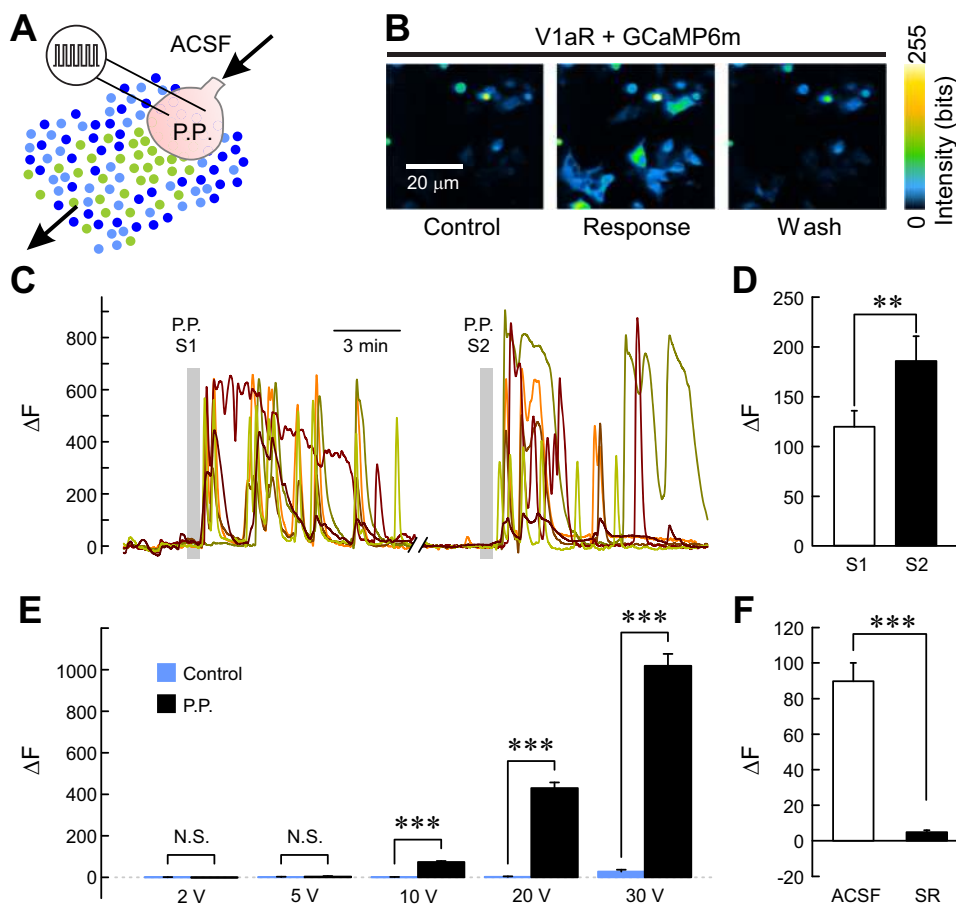 A
ACSF
P.P.
B
V1aR + GCaMP6m
20 μm
Control
Response
Wash
0
255
Intensity (bits)
C
ΔF
800
600
400
200
0
P.P.
S1
3 min
P.P.
S2
D
ΔF
250
200
150
100
50
0
**
S1
S2
E
ΔF
1000
800
600
400
200
0
Control
P.P.
N.S.
N.S.
***
***
***
2 V
5 V
10 V
20 V
30 V
F
ΔF
120
100
80
60
40
20
0
-20
***
ACSF
SR